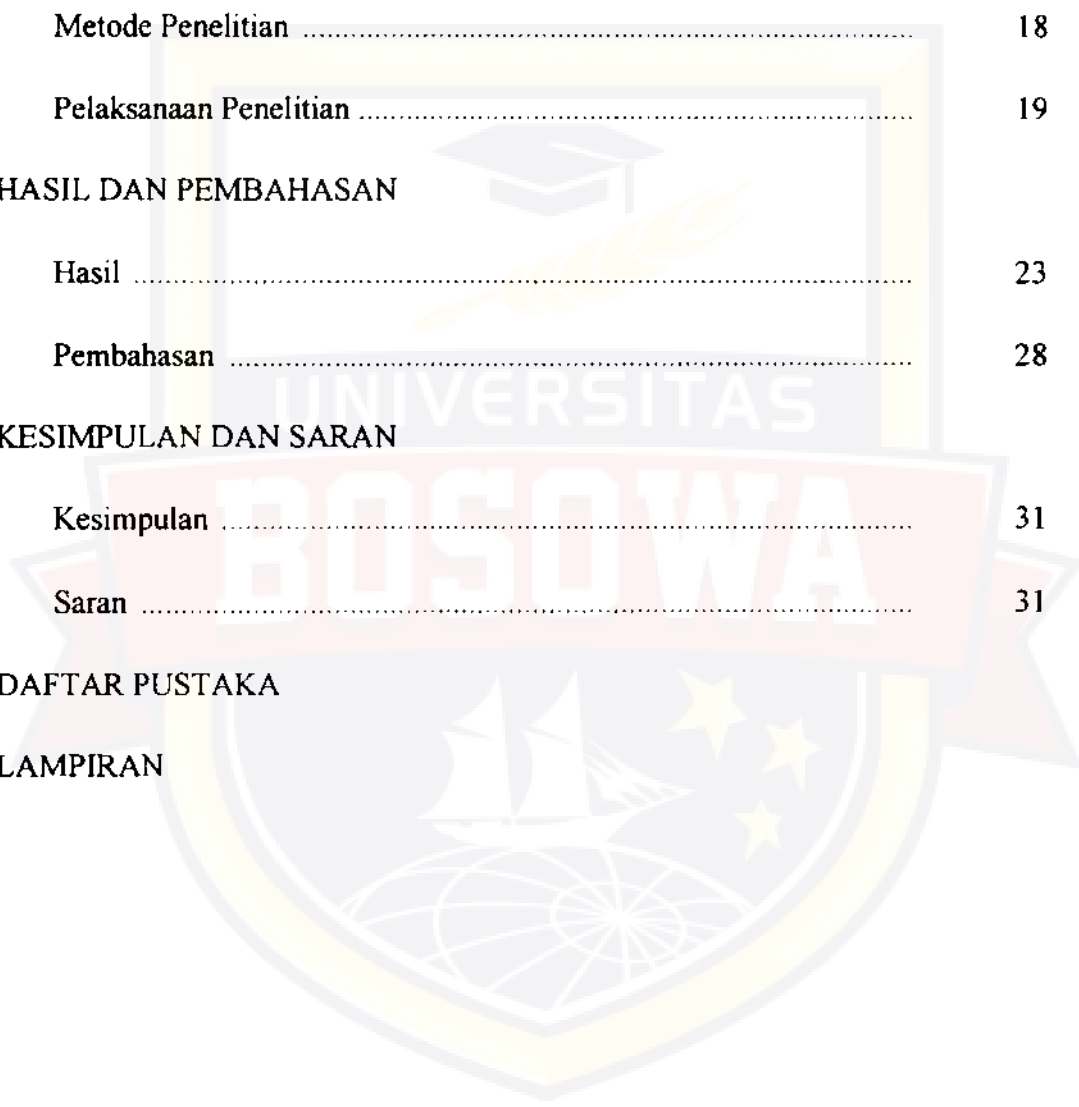 Metode Penelitian ........................................ 18
Pelaksanaan Penelitian ........................................ 19
HASIL DAN PEMBAHASAN
Hasil ........................................ 23
Pembahasan ........................................ 28
UNIVERSITAS
KESIMPULAN DAN SARAN
BOSOWA
Kesimpulan ........................................ 31
Saran ........................................ 31
DAFTAR PUSTAKA
LAMPIRAN